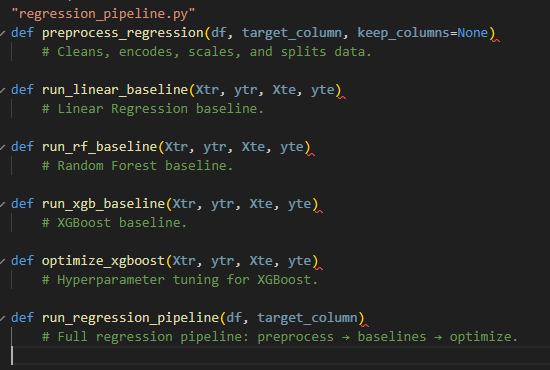 "regression_pipeline.py"
def preprocess_regression(df, target_column, keep_columns=None)
# Cleans, encodes, scales, and splits data.
def run_linear_baseline(Xtr, ytr, Xte, yte)
# Linear Regression baseline.
def run_rf_baseline(Xtr, ytr, Xte, yte)
# Random Forest baseline.
def run_xgb_baseline(Xtr, ytr, Xte, yte)
# XGBoost baseline.
def optimize_xgboost(Xtr, ytr, Xte, yte)
# Hyperparameter tuning for XGBoost.
def run_regression_pipeline(df, target_column)
# Full regression pipeline: preprocess → baselines → optimize.